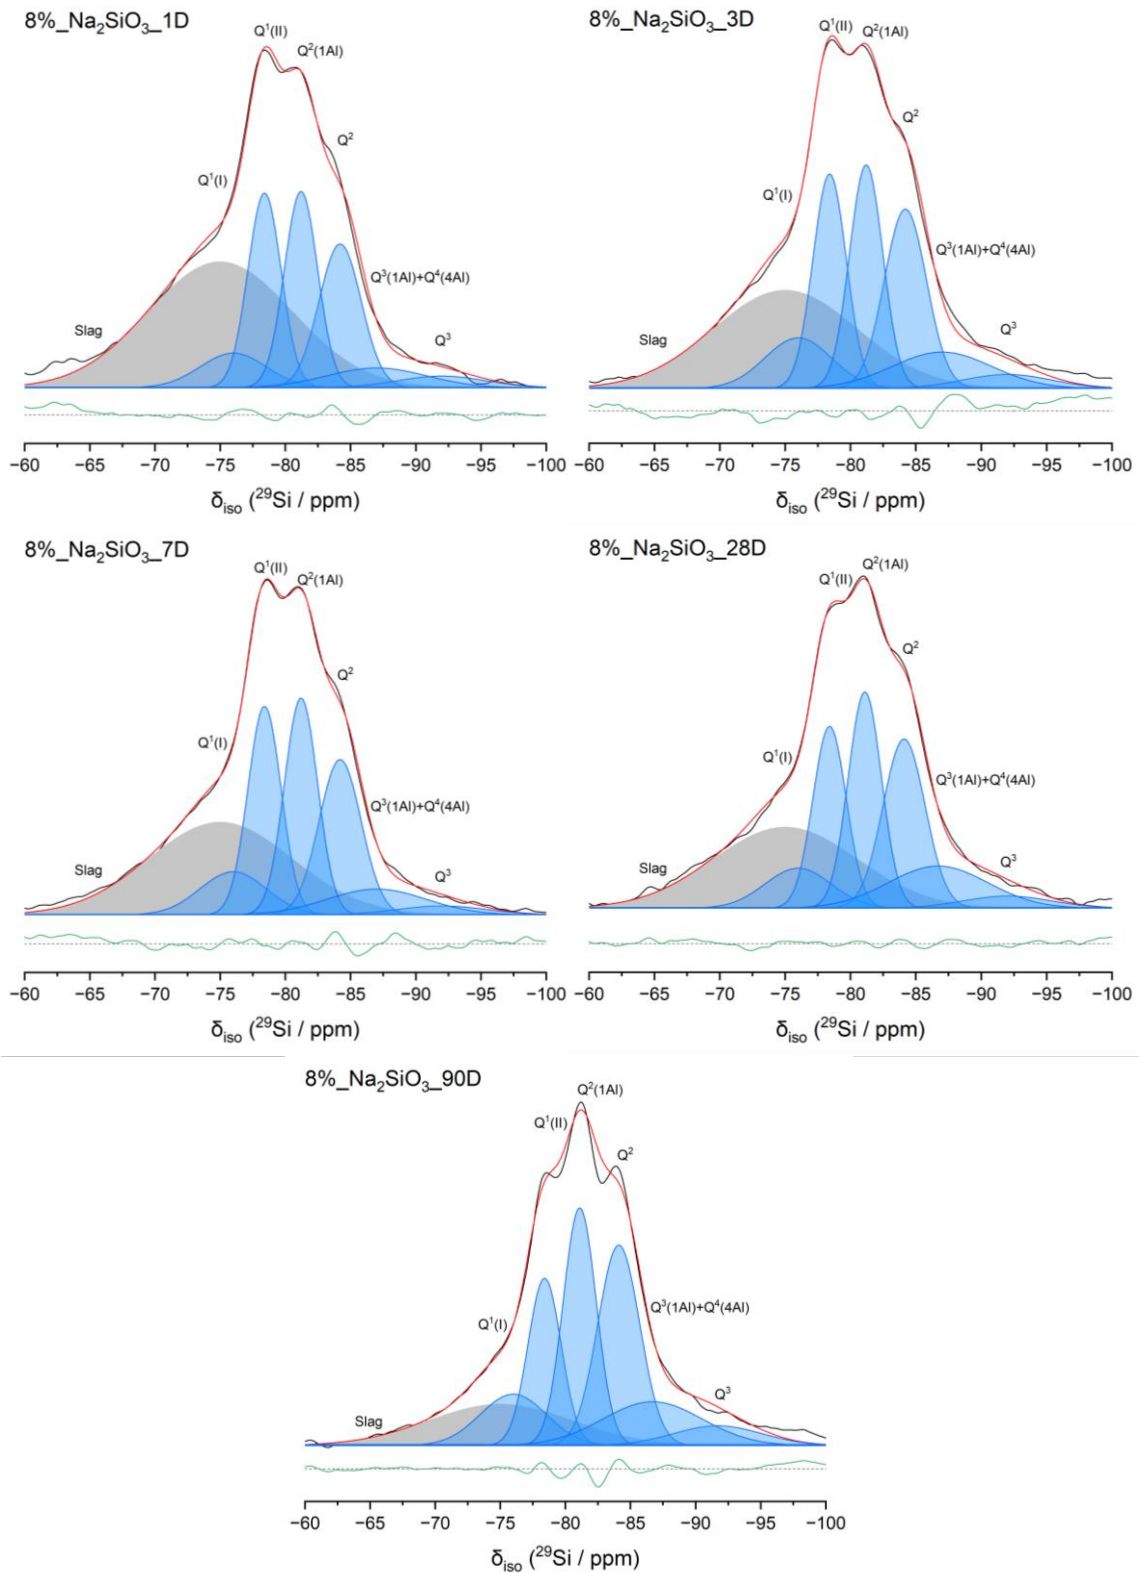 8%_Na₂SiO₃_1D
Q¹(II)
Q²(1Al)
Q²
Q¹(I)
Q³(1Al)+Q⁴(4Al)
Slag
Q³
−60 −65 −70 −75 −80 −85 −90 −95 −100
δiso (²⁹Si / ppm)
8%_Na₂SiO₃_3D
Q¹(II)
Q²(1Al)
Q²
Q¹(I)
Q³(1Al)+Q⁴(4Al)
Slag
Q³
−60 −65 −70 −75 −80 −85 −90 −95 −100
δiso (²⁹Si / ppm)
8%_Na₂SiO₃_7D
Q¹(II)
Q²(1Al)
Q²
Q¹(I)
Q³(1Al)+Q⁴(4Al)
Slag
Q³
−60 −65 −70 −75 −80 −85 −90 −95 −100
δiso (²⁹Si / ppm)
8%_Na₂SiO₃_28D
Q¹(II)
Q²(1Al)
Q²
Q¹(I)
Q³(1Al)+Q⁴(4Al)
Slag
Q³
−60 −65 −70 −75 −80 −85 −90 −95 −100
δiso (²⁹Si / ppm)
8%_Na₂SiO₃_90D
Q²(1Al)
Q¹(II)
Q²
Q³(1Al)+Q⁴(4Al)
Q¹(I)
Q³
Slag
−60 −65 −70 −75 −80 −85 −90 −95 −100
δiso (²⁹Si / ppm)